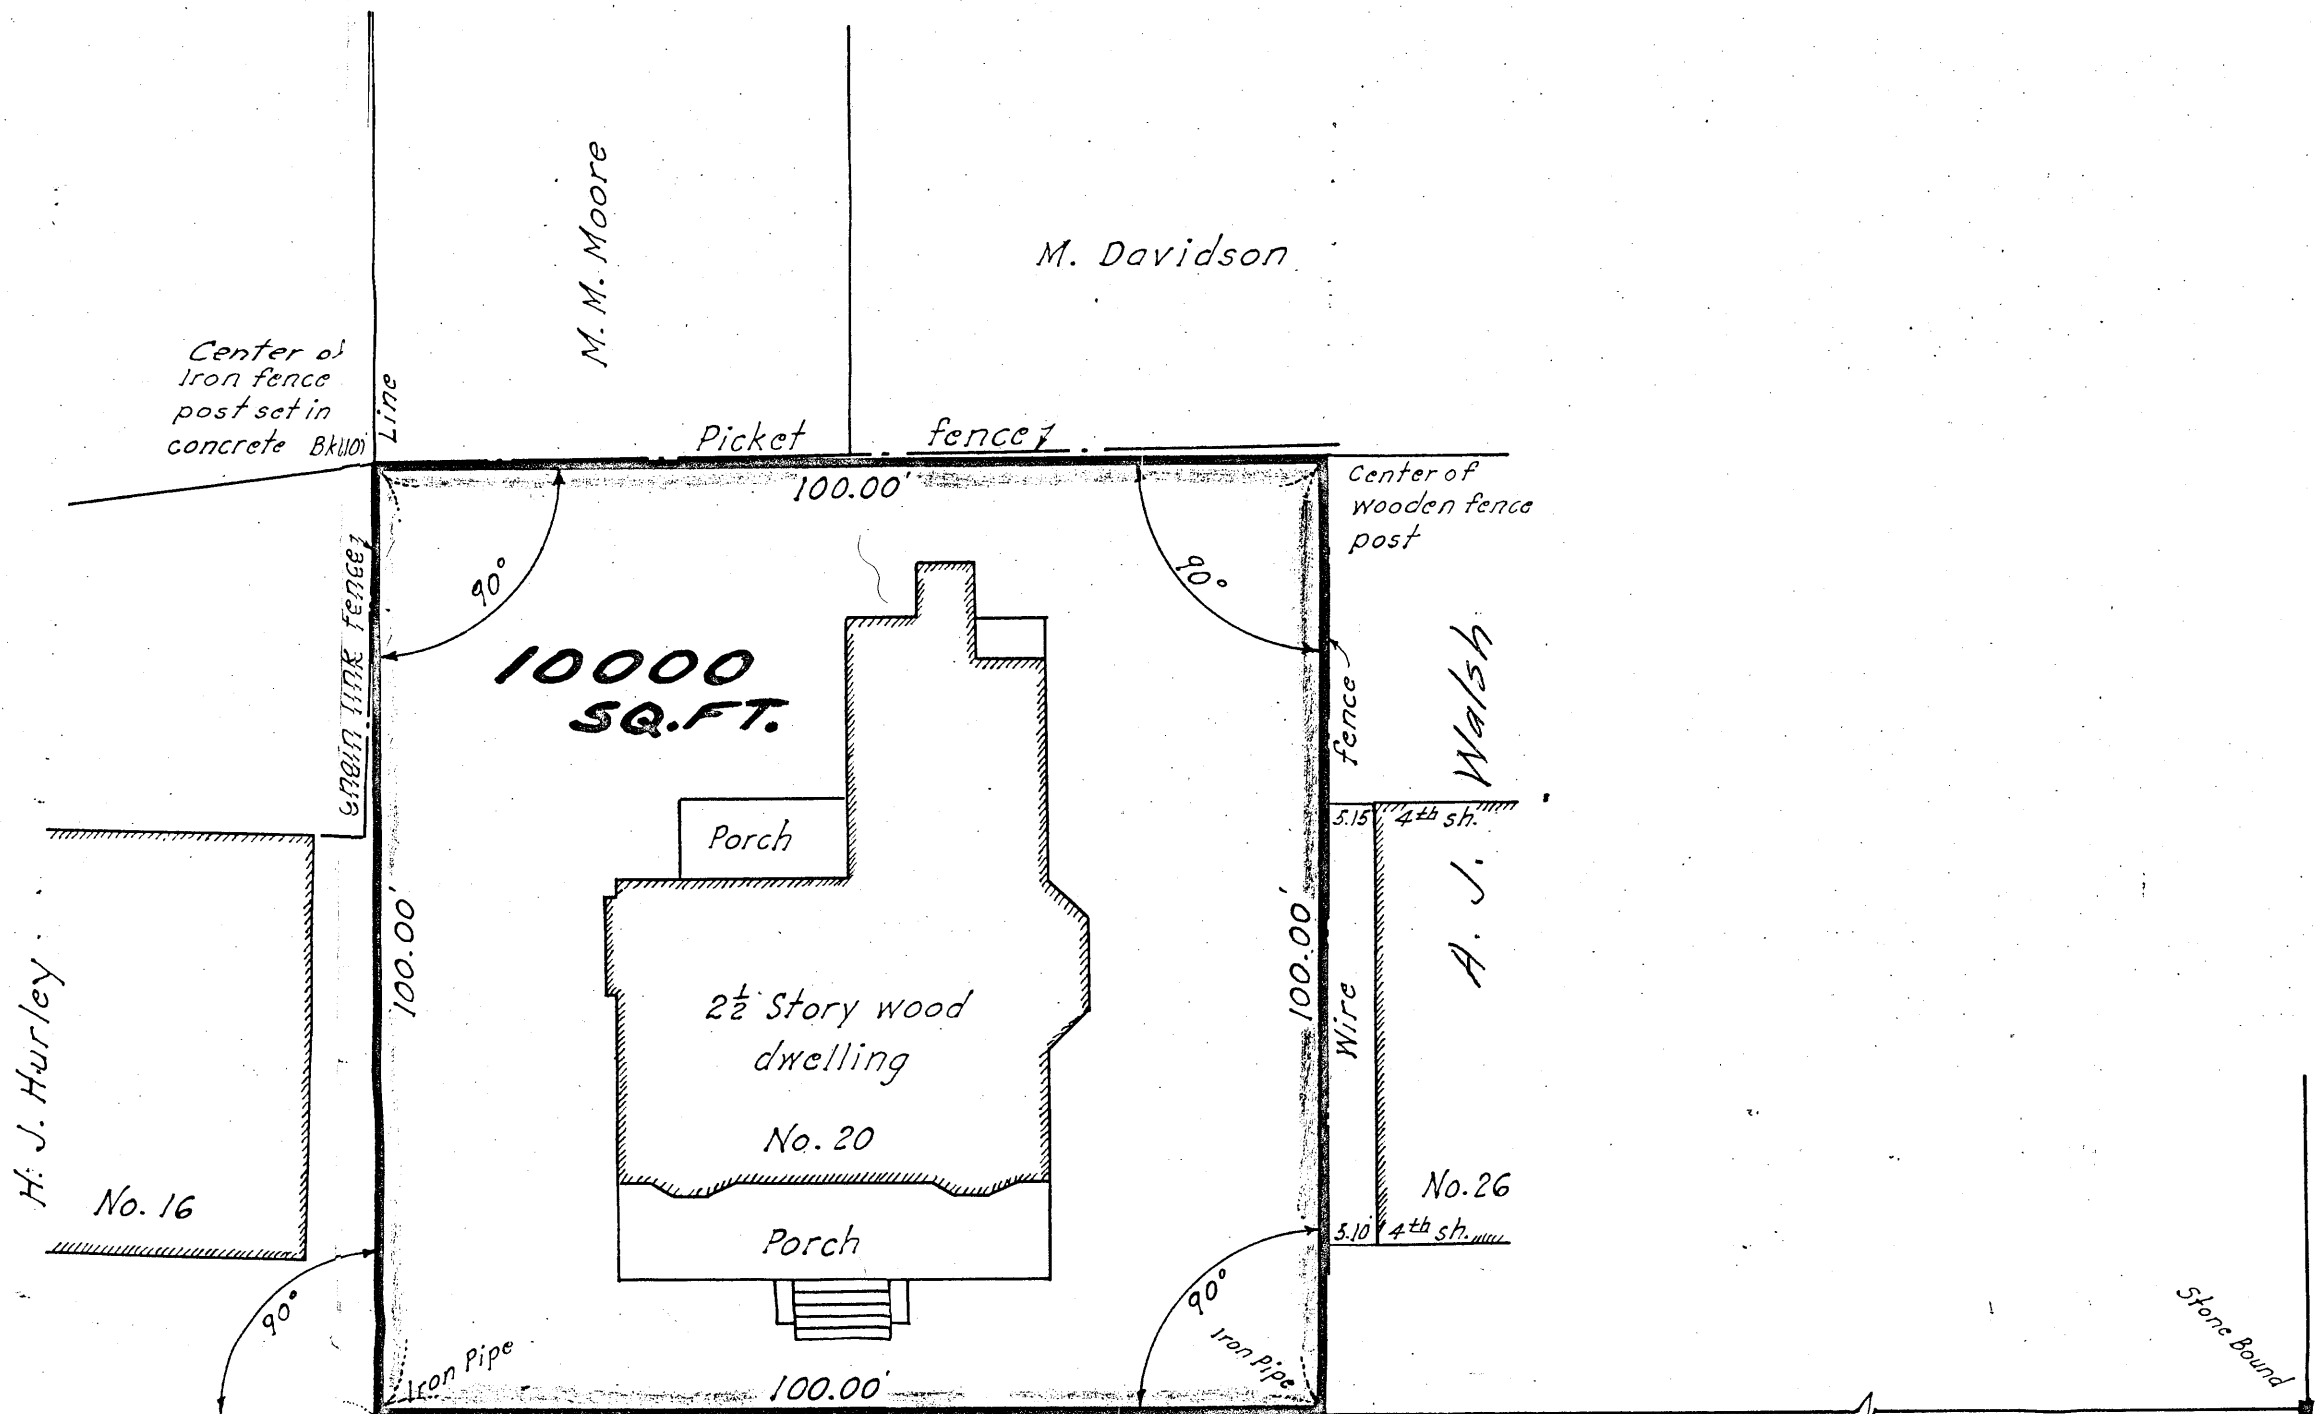 M. M. Moore
M. Davidson
Center of
Iron fence
post set in
concrete
Line
Picket fence
100.00'
Center of
wooden fence
post
90°
90°
chain link fence
10000
SQ.FT.
fence
A. J. Walsh
5.15 4th sh.
Porch
100.00'
100.00'
Wire
H. J. Hurley
2½ Story wood
dwelling
No. 20
No. 16
No. 26
5.10 4th sh.
Porch
90°
90°
Iron Pipe
Iron Pipe
100.00'
Stone Bound